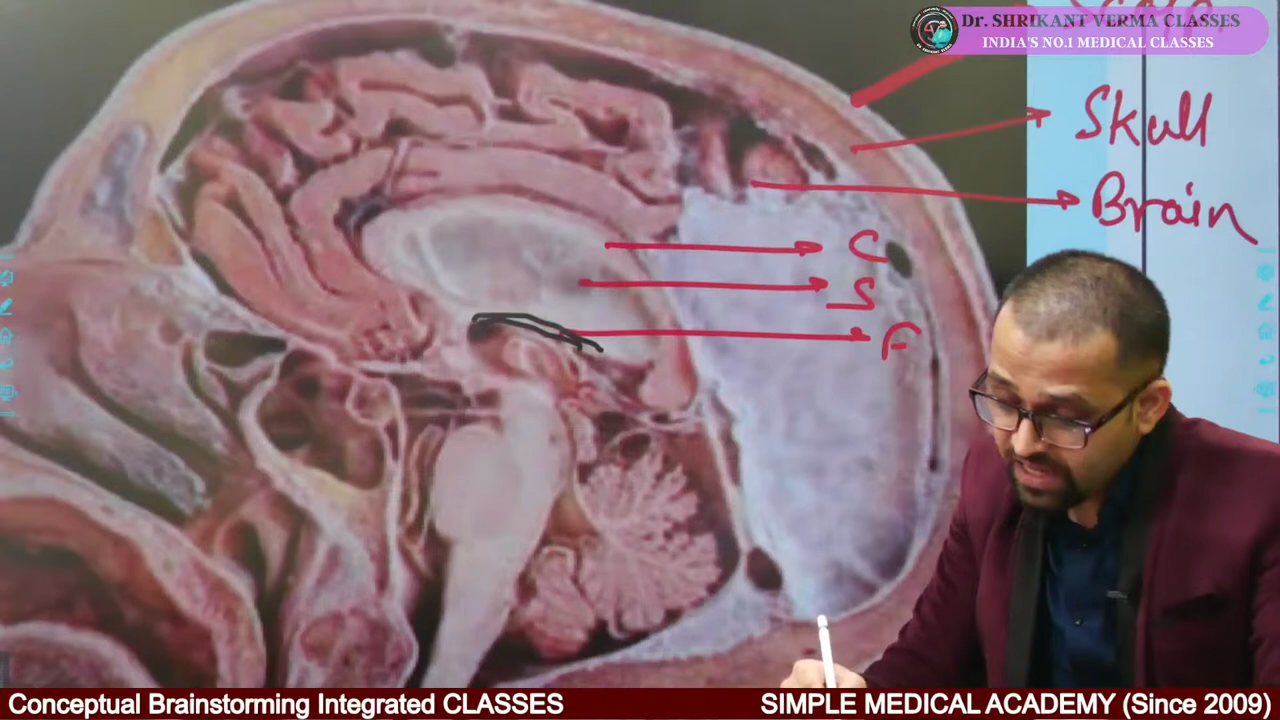 Dr. SHRIKANT VERMA CLASSES
INDIA'S NO.1 MEDICAL CLASSES
Skull
Brain
C
S
F
Conceptual Brainstorming Integrated CLASSES
SIMPLE MEDICAL ACADEMY (Since 2009)